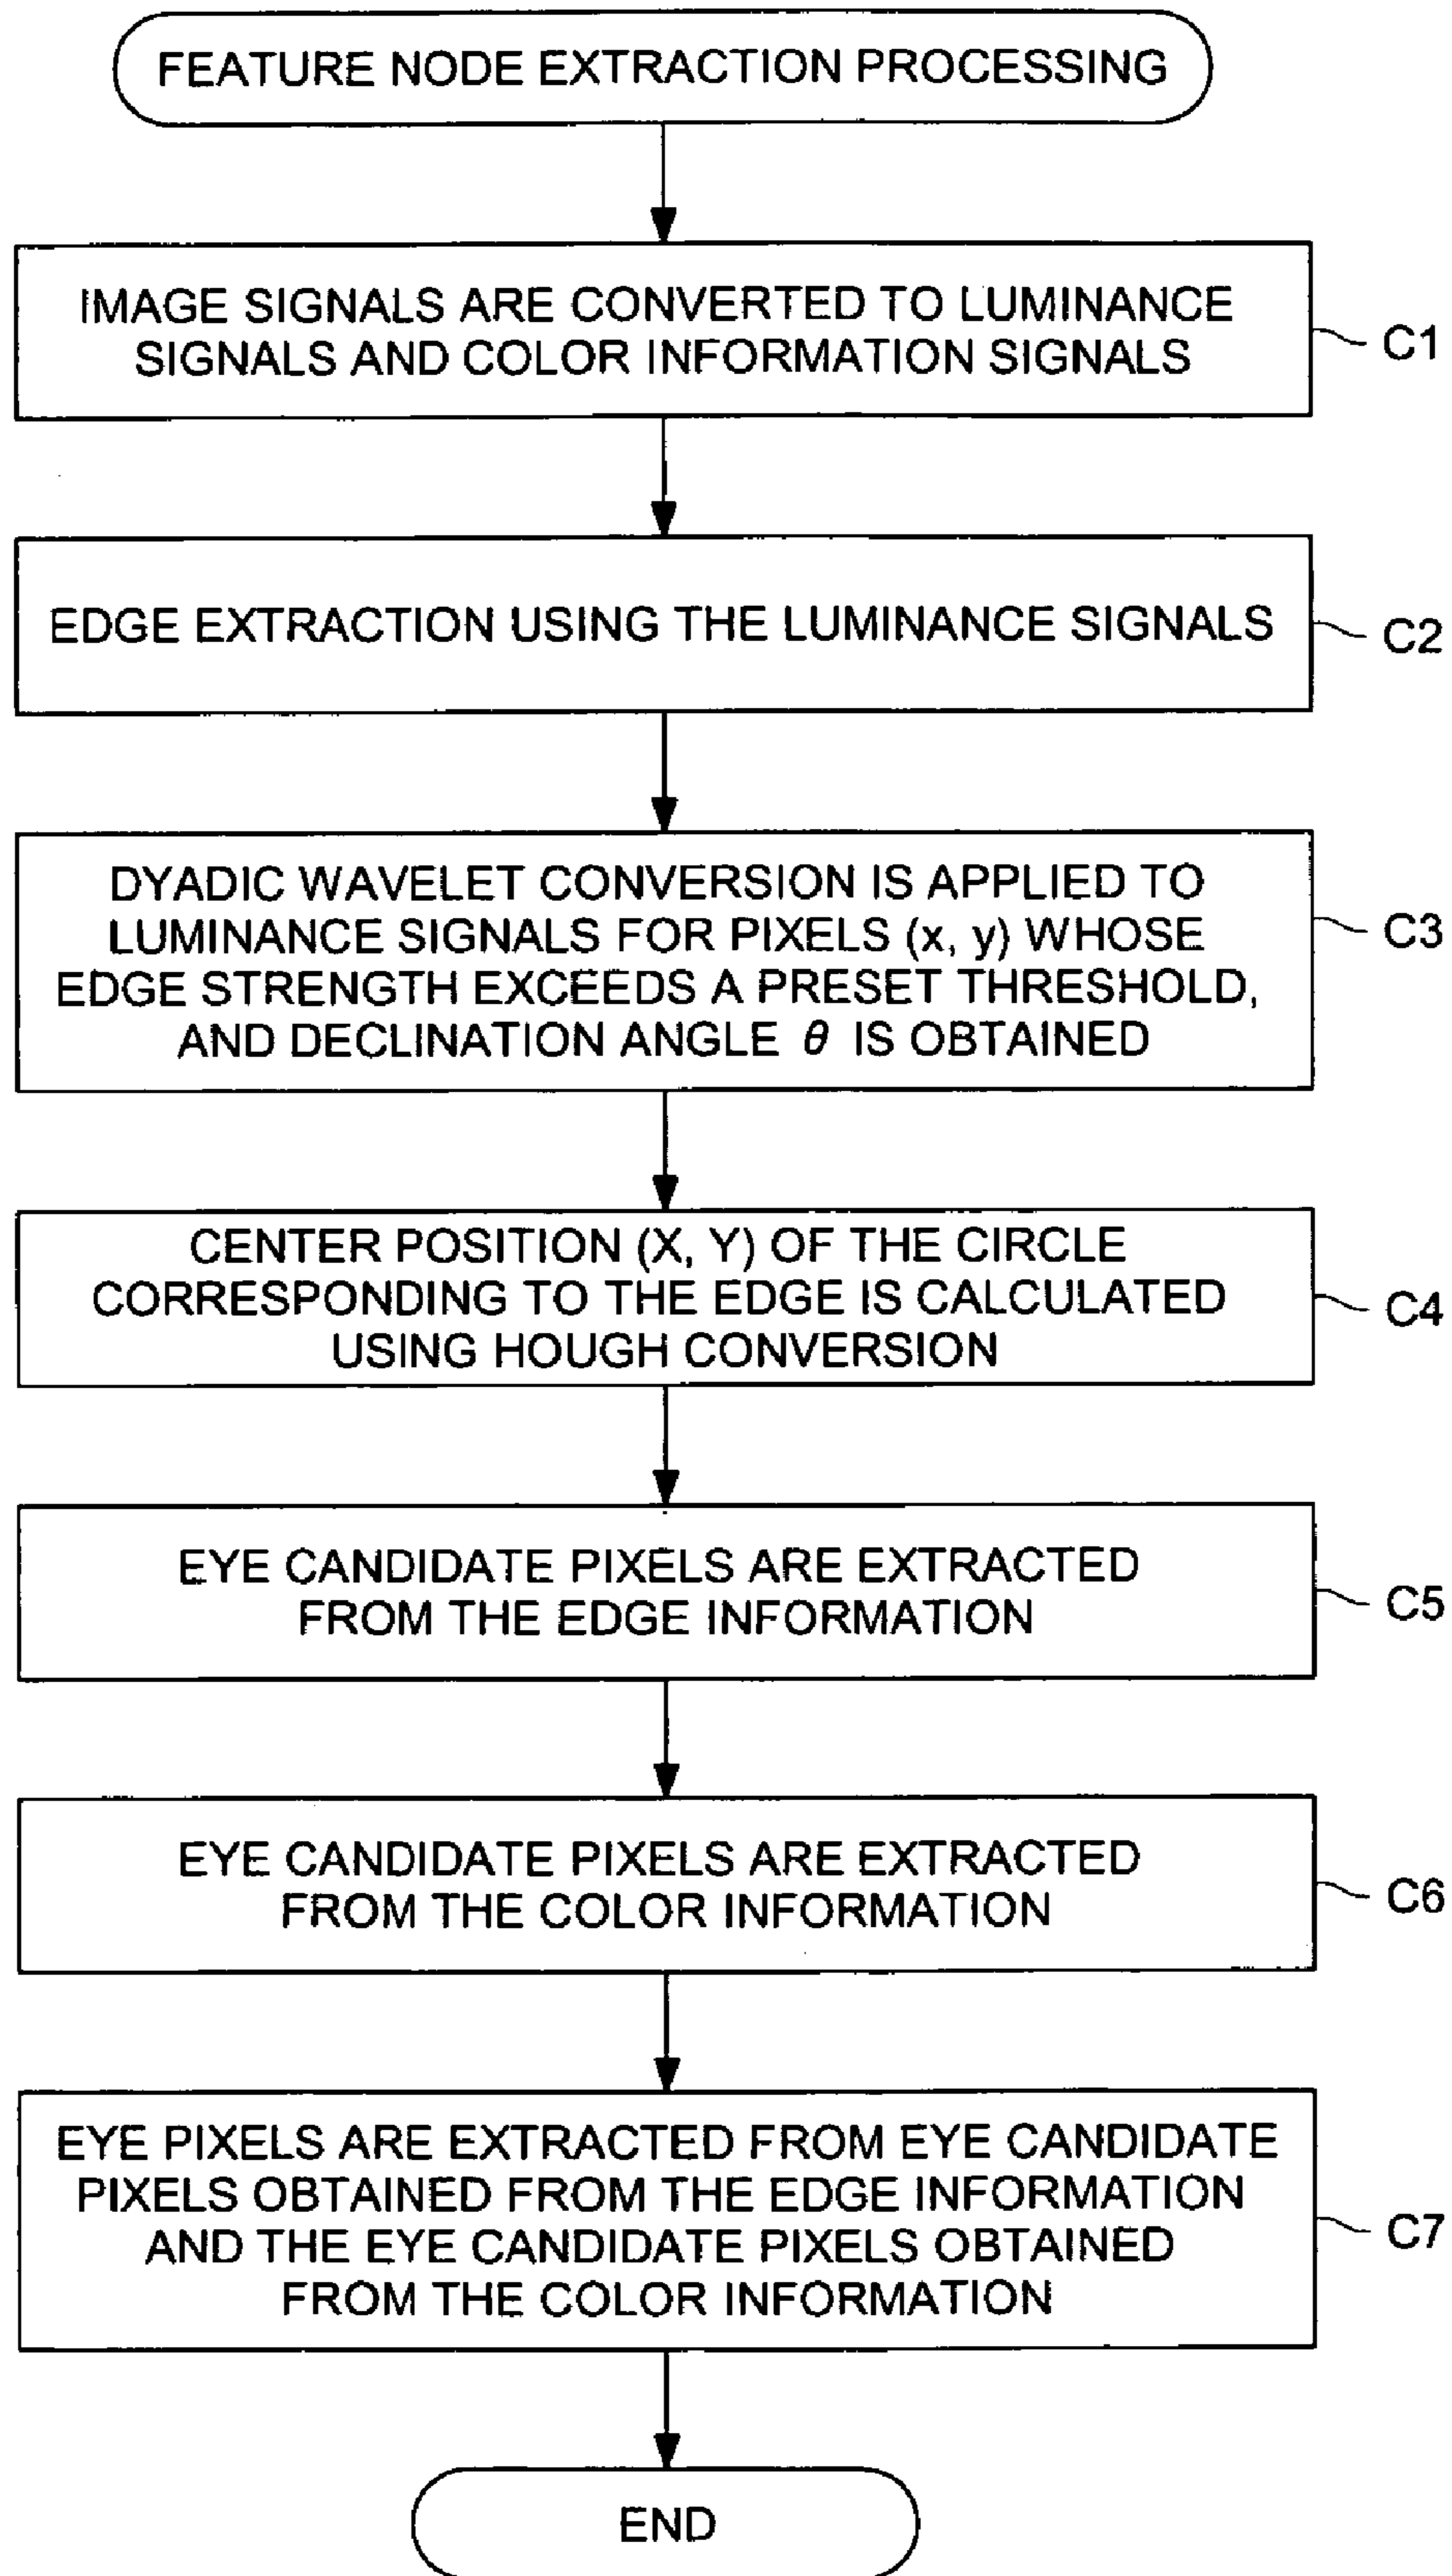 FEATURE NODE EXTRACTION PROCESSING
IMAGE SIGNALS ARE CONVERTED TO LUMINANCE
SIGNALS AND COLOR INFORMATION SIGNALS
C1
EDGE EXTRACTION USING THE LUMINANCE SIGNALS
C2
DYADIC WAVELET CONVERSION IS APPLIED TO
LUMINANCE SIGNALS FOR PIXELS (x, y) WHOSE
EDGE STRENGTH EXCEEDS A PRESET THRESHOLD,
AND DECLINATION ANGLE θ IS OBTAINED
C3
CENTER POSITION (X, Y) OF THE CIRCLE
CORRESPONDING TO THE EDGE IS CALCULATED
USING HOUGH CONVERSION
C4
EYE CANDIDATE PIXELS ARE EXTRACTED
FROM THE EDGE INFORMATION
C5
EYE CANDIDATE PIXELS ARE EXTRACTED
FROM THE COLOR INFORMATION
C6
EYE PIXELS ARE EXTRACTED FROM EYE CANDIDATE
PIXELS OBTAINED FROM THE EDGE INFORMATION
AND THE EYE CANDIDATE PIXELS OBTAINED
FROM THE COLOR INFORMATION
C7
END